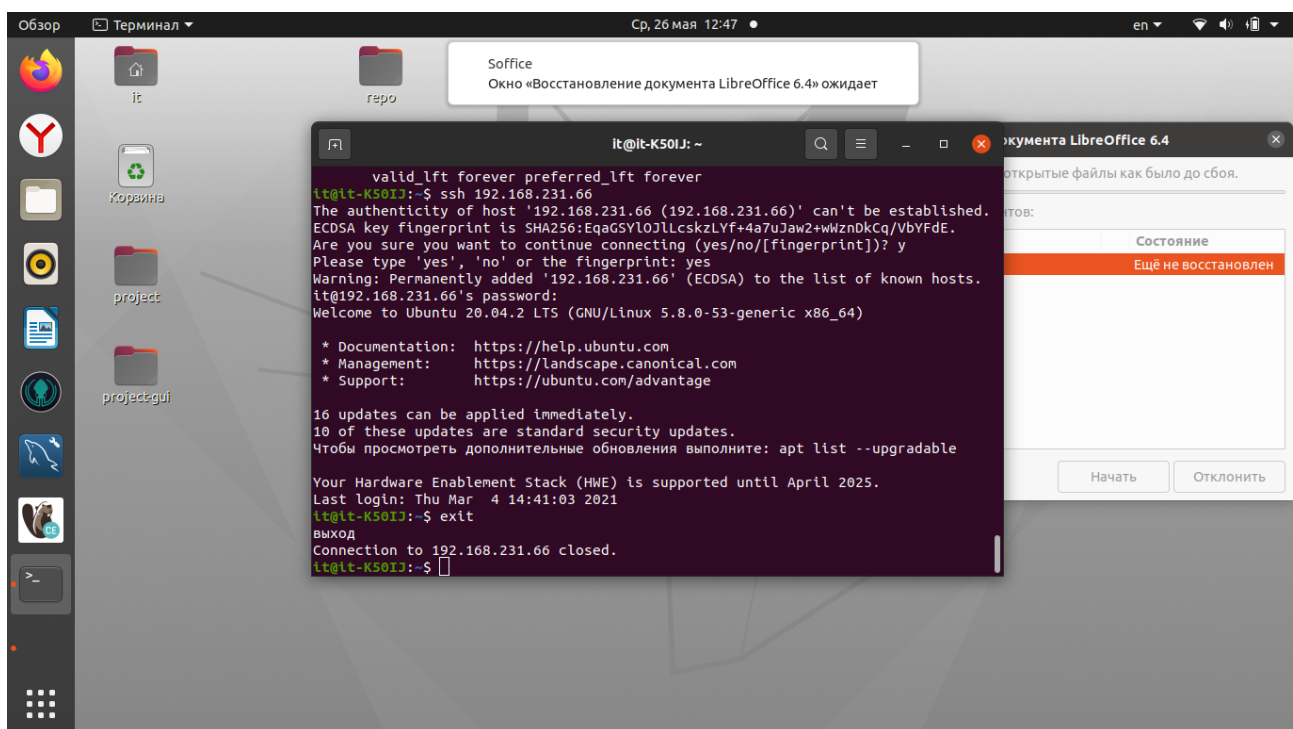 Обзор
Терминал
Ср, 26 мая 12:47
en
it
repo
Корзина
project
project-gui
CE
Soffice
Окно «Восстановление документа LibreOffice 6.4» ожидает
it@it-K50IJ: ~
valid_lft forever preferred_lft forever
it@it-K50IJ:~$ ssh 192.168.231.66
The authenticity of host '192.168.231.66 (192.168.231.66)' can't be established.
ECDSA key fingerprint is SHA256:EqaGSYlOJlLcskzLYf+4a7uJaw2+wWznDkCq/VbYFdE.
Are you sure you want to continue connecting (yes/no/[fingerprint])? y
Please type 'yes', 'no' or the fingerprint: yes
Warning: Permanently added '192.168.231.66' (ECDSA) to the list of known hosts.
it@192.168.231.66's password:
Welcome to Ubuntu 20.04.2 LTS (GNU/Linux 5.8.0-53-generic x86_64)
* Documentation: https://help.ubuntu.com
* Management: https://landscape.canonical.com
* Support: https://ubuntu.com/advantage
16 updates can be applied immediately.
10 of these updates are standard security updates.
Чтобы просмотреть дополнительные обновления выполните: apt list --upgradable
Your Hardware Enablement Stack (HWE) is supported until April 2025.
Last login: Thu Mar 4 14:41:03 2021
it@it-K50IJ:~$ exit
выход
Connection to 192.168.231.66 closed.
it@it-K50IJ:~$
окумента LibreOffice 6.4
открытые файлы как было до сбоя.
нтов:
Состояние
Ещё не восстановлен
Начать
Отклонить